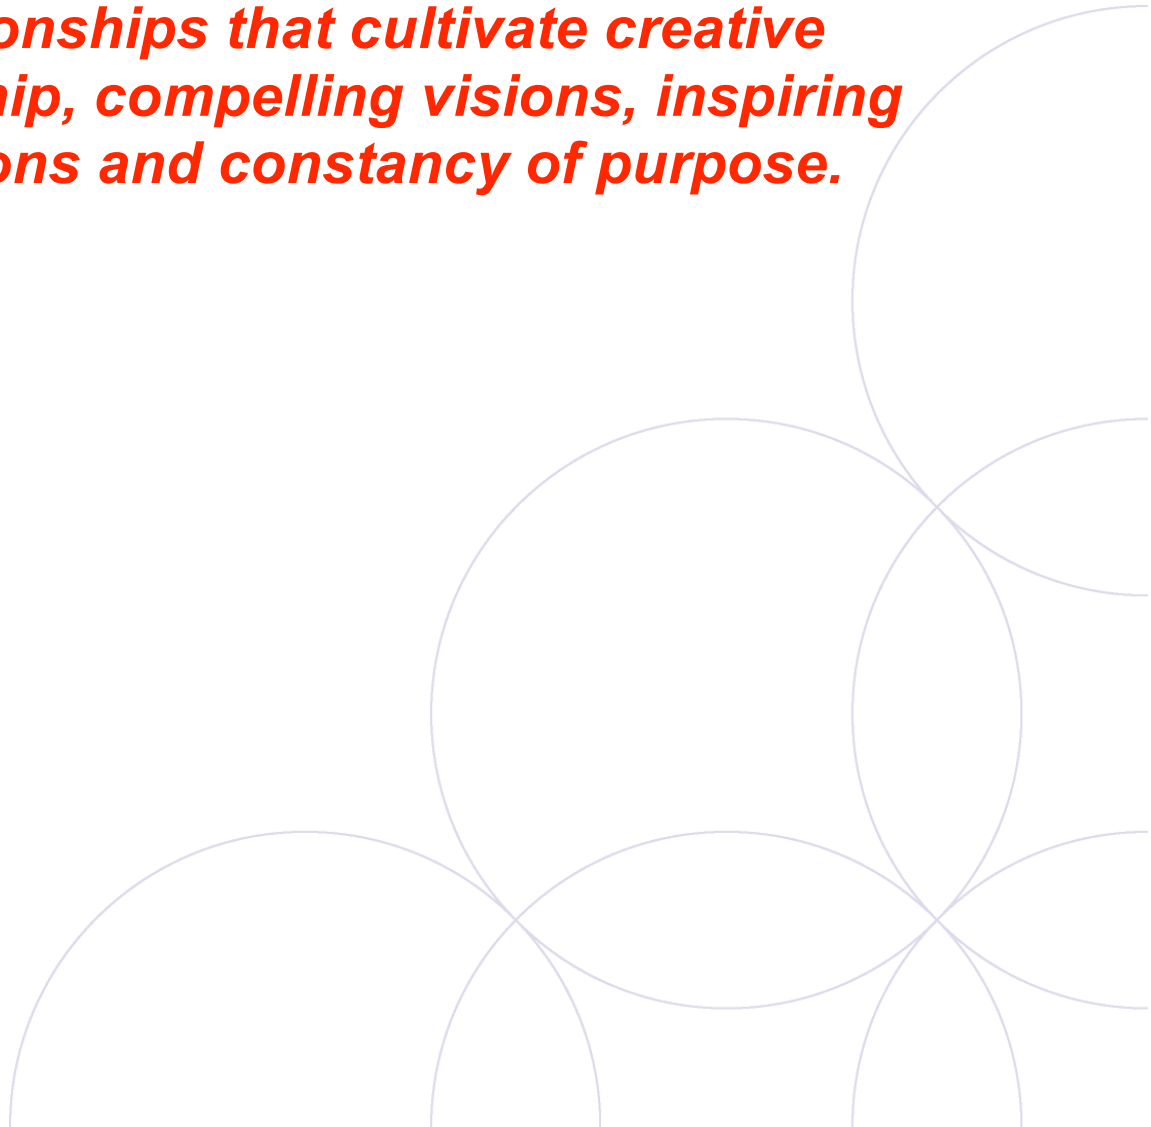 onships that cultivate creative
hip, compelling visions, inspiring
ons and constancy of purpose.